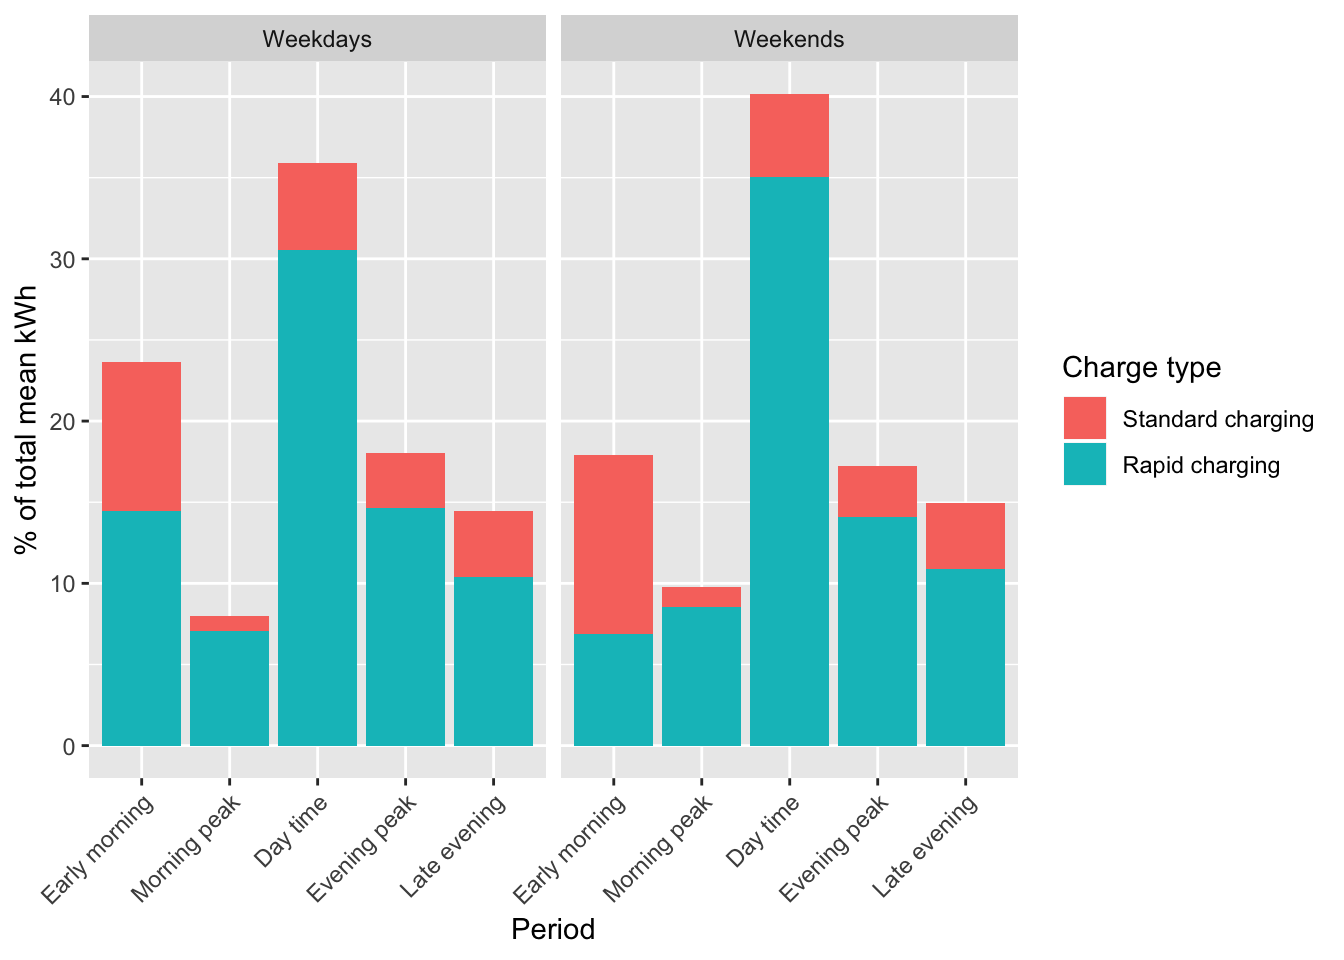 Weekdays
Weekends
% of total mean kWh
40
30
20
10
0
Early morning
Morning peak
Day time
Evening peak
Late evening
Early morning
Morning peak
Day time
Evening peak
Late evening
Period
Charge type
Standard charging
Rapid charging